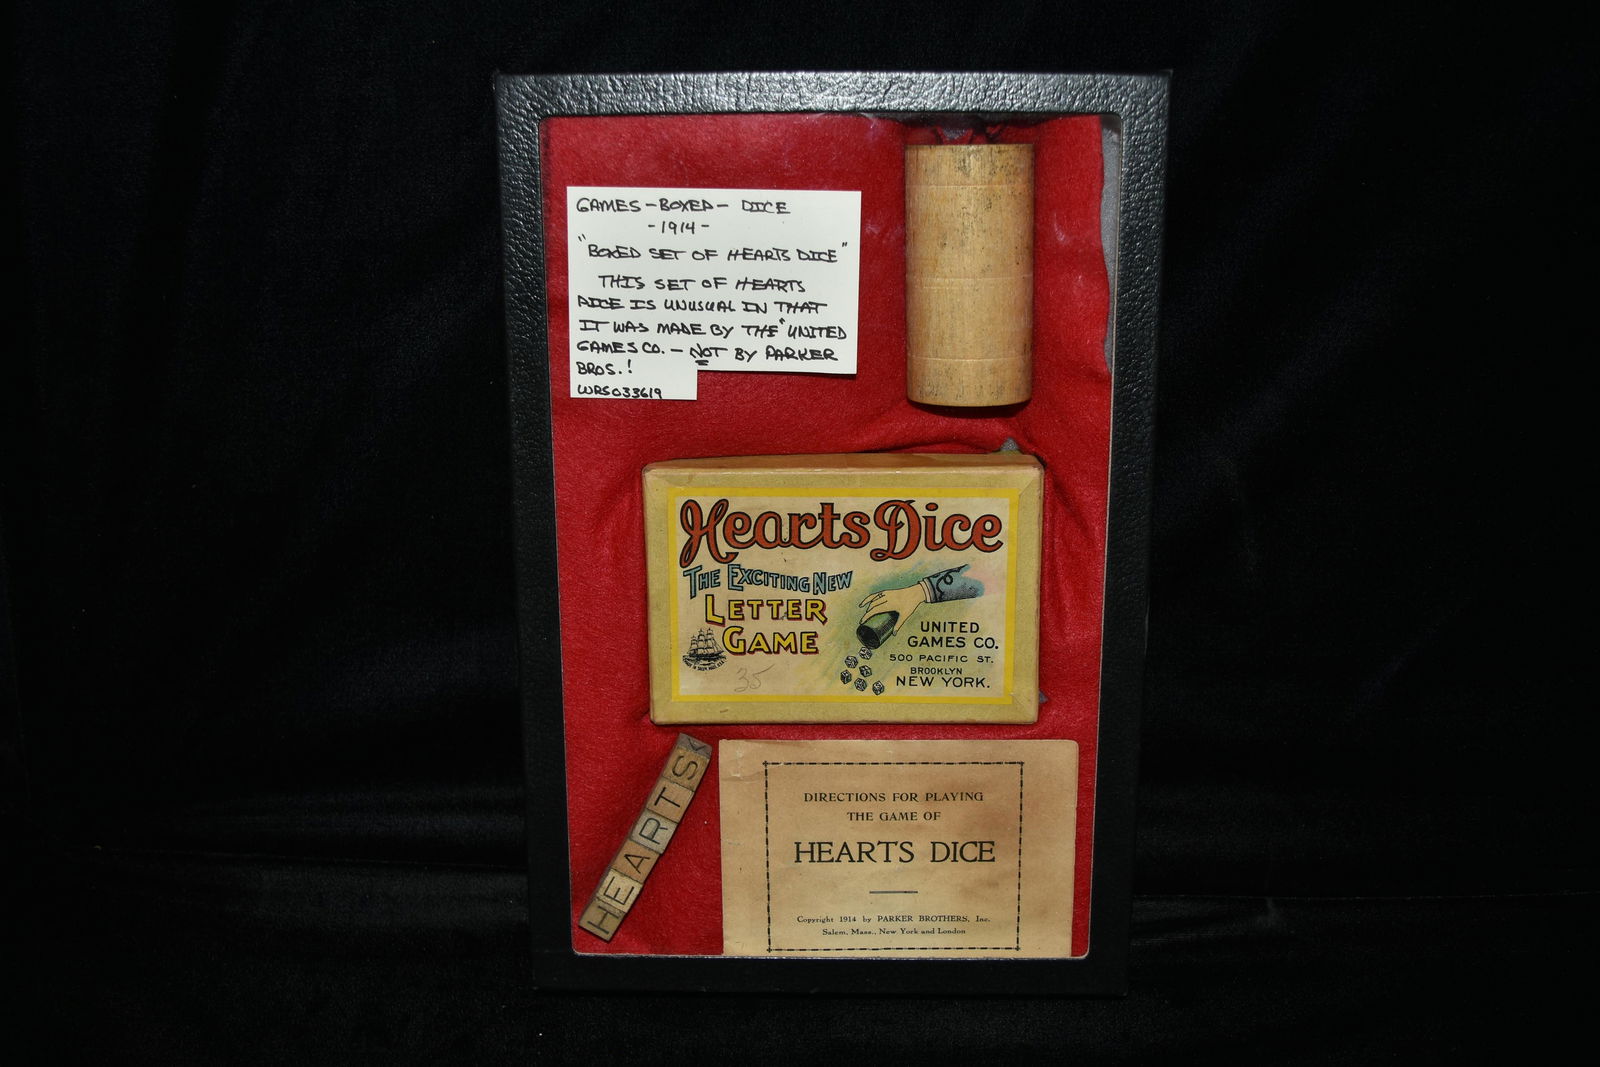 GAMES - BOXED - DICE
- 1914 -
"BOXED SET OF HEARTS DICE"
THIS SET OF HEARTS
DICE IS UNUSUAL IN THAT
IT WAS MADE BY THE "UNITED
GAMES CO. - NOT BY PARKER
BROS.!
WRS033619
Hearts Dice
THE EXCITING NEW
LETTER
GAME
35
UNITED
GAMES CO.
500 PACIFIC ST.
BROOKLYN
NEW YORK.
HEARTS
DIRECTIONS FOR PLAYING
THE GAME OF
HEARTS DICE
Copyright 1914 by PARKER BROTHERS, Inc.
Salem, Mass., New York and London